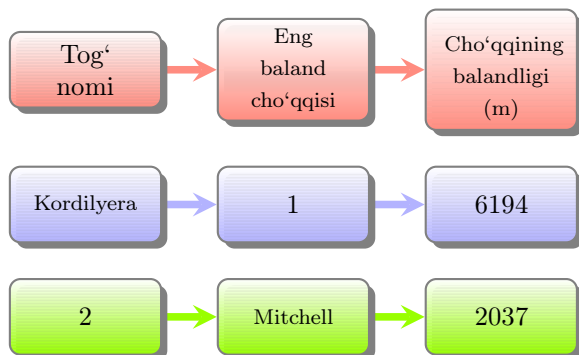 Tog‘
nomi
Eng
baland
cho‘qqisi
Cho‘qqining
balandligi
(m)
Kordilyera
1
6194
2
Mitchell
2037